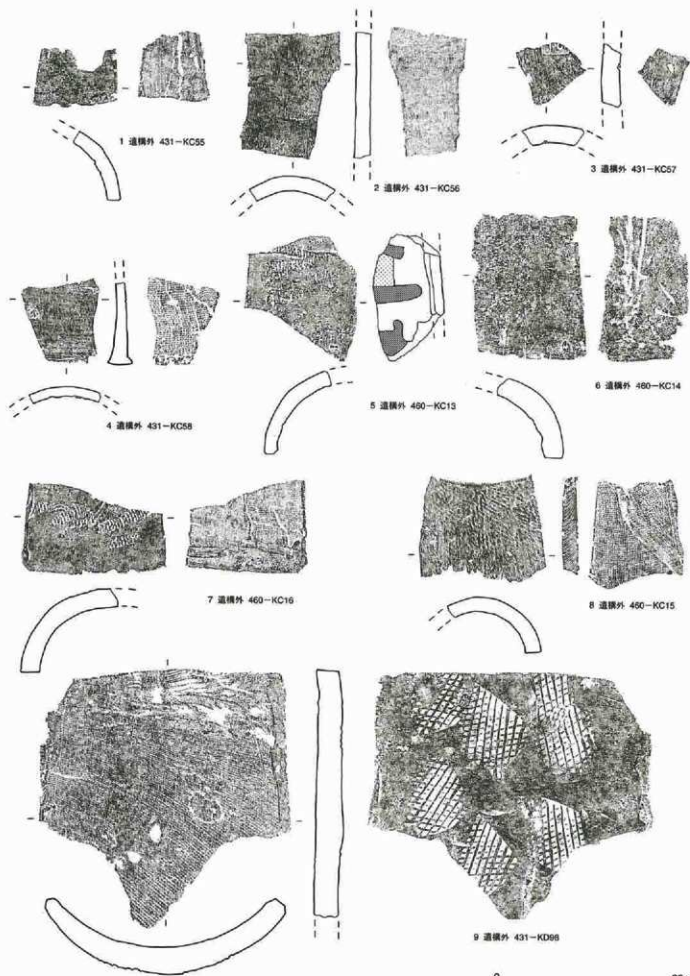 1 遺構外 431-KC55
2 遺構外 431-KC56
3 遺構外 431-KC57
4 遺構外 431-KC58
5 遺構外 460-KC13
6 遺構外 460-KC14
7 遺構外 460-KC16
8 遺構外 460-KC15
9 遺構外 431-KD96